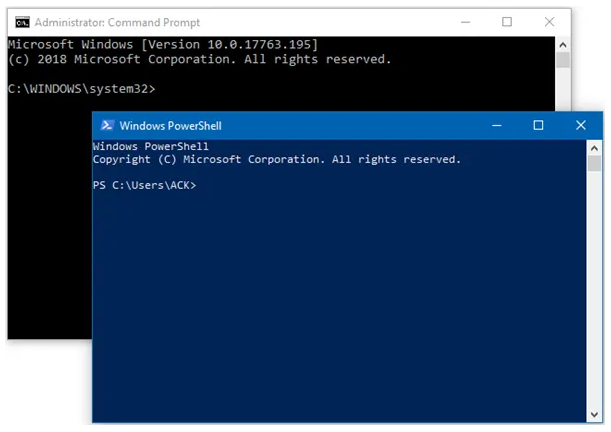 Administrator: Command Prompt
Microsoft Windows [Version 10.0.17763.195]
(c) 2018 Microsoft Corporation. All rights reserved.
C:\WINDOWS\system32>
Windows PowerShell
Windows PowerShell
Copyright (C) Microsoft Corporation. All rights reserved.
PS C:\Users\ACK>